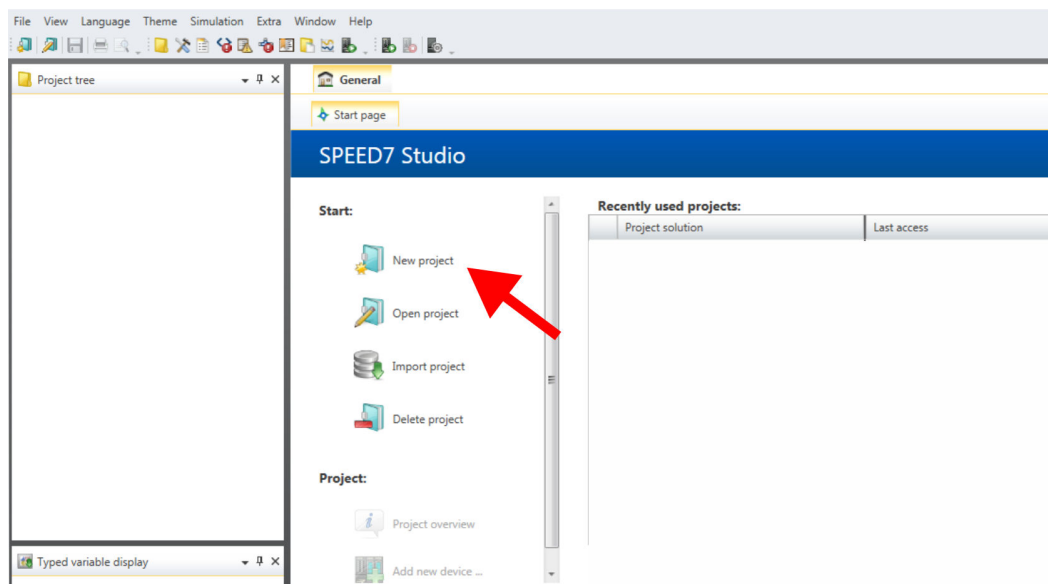 File View Language Theme Simulation Extra Window Help
Project tree
General
Start page
SPEED7 Studio
Start:
Recently used projects:
Project solution Last access
New project
Open project
Import project
Delete project
Project:
Project overview
Add new device ...
Typed variable display